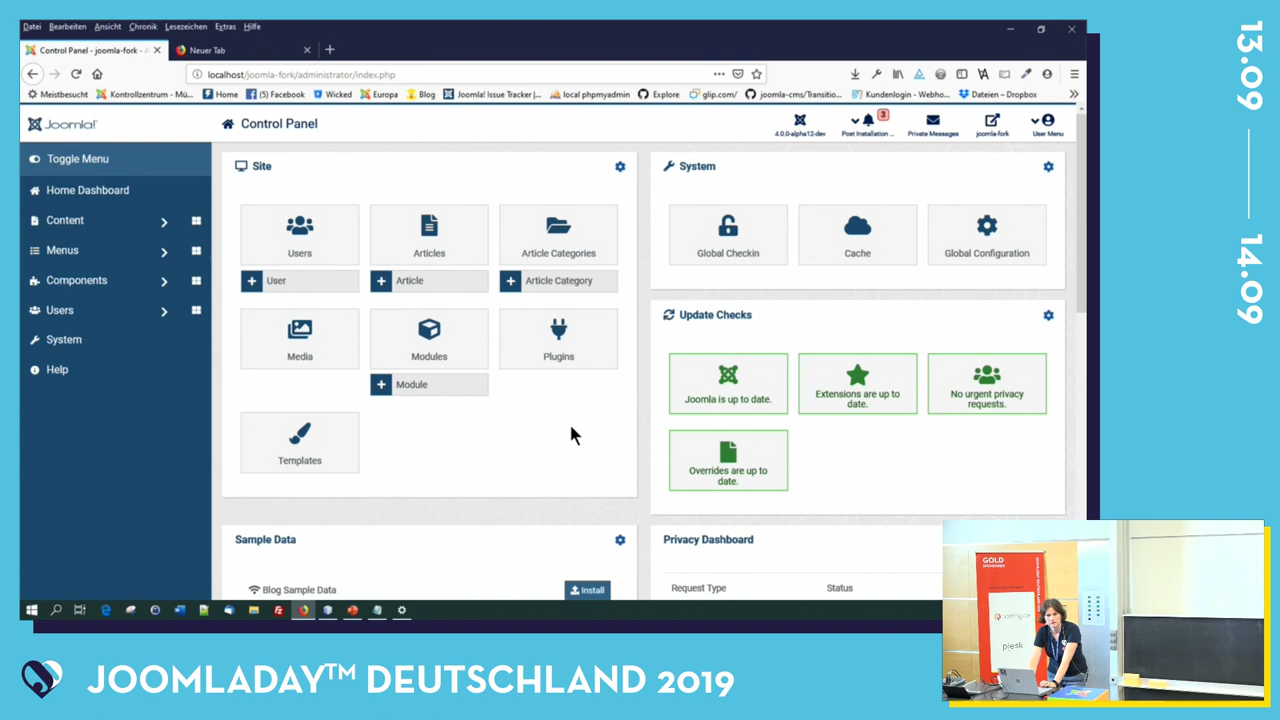 Datei Bearbeiten Ansicht Chronik Lesezeichen Extras Hilfe
Control Panel - joomla-fork - A
Neuer Tab
localhost/joomla-fork/administrator/index.php
Meistbesucht Kontrollzentrum - Mü... Home (5) Facebook Wicked Europa Blog Joomla! Issue Tracker |... local phpmyadmin Explore glip.com/ joomla-cms/Transitio... Kundenlogin - Webho... Dateien – Dropbox
Joomla!
Control Panel
3
4.0.0-alpha12-dev Post Installation ... Private Messages joomla-fork User Menu
Toggle Menu
Home Dashboard
Content
Menus
Components
Users
System
Help
Site
Users Articles Article Categories
User Article Article Category
Media Modules Plugins
Module
Templates
Sample Data
Blog Sample Data Install
System
Global Checkin Cache Global Configuration
Update Checks
Joomla is up to date.
Extensions are up to
date.
No urgent privacy
requests.
Overrides are up to
date.
Privacy Dashboard
Request Type Status
13.09
14.09
GOLD
plesk
JOOMLADAY™ DEUTSCHLAND 2019